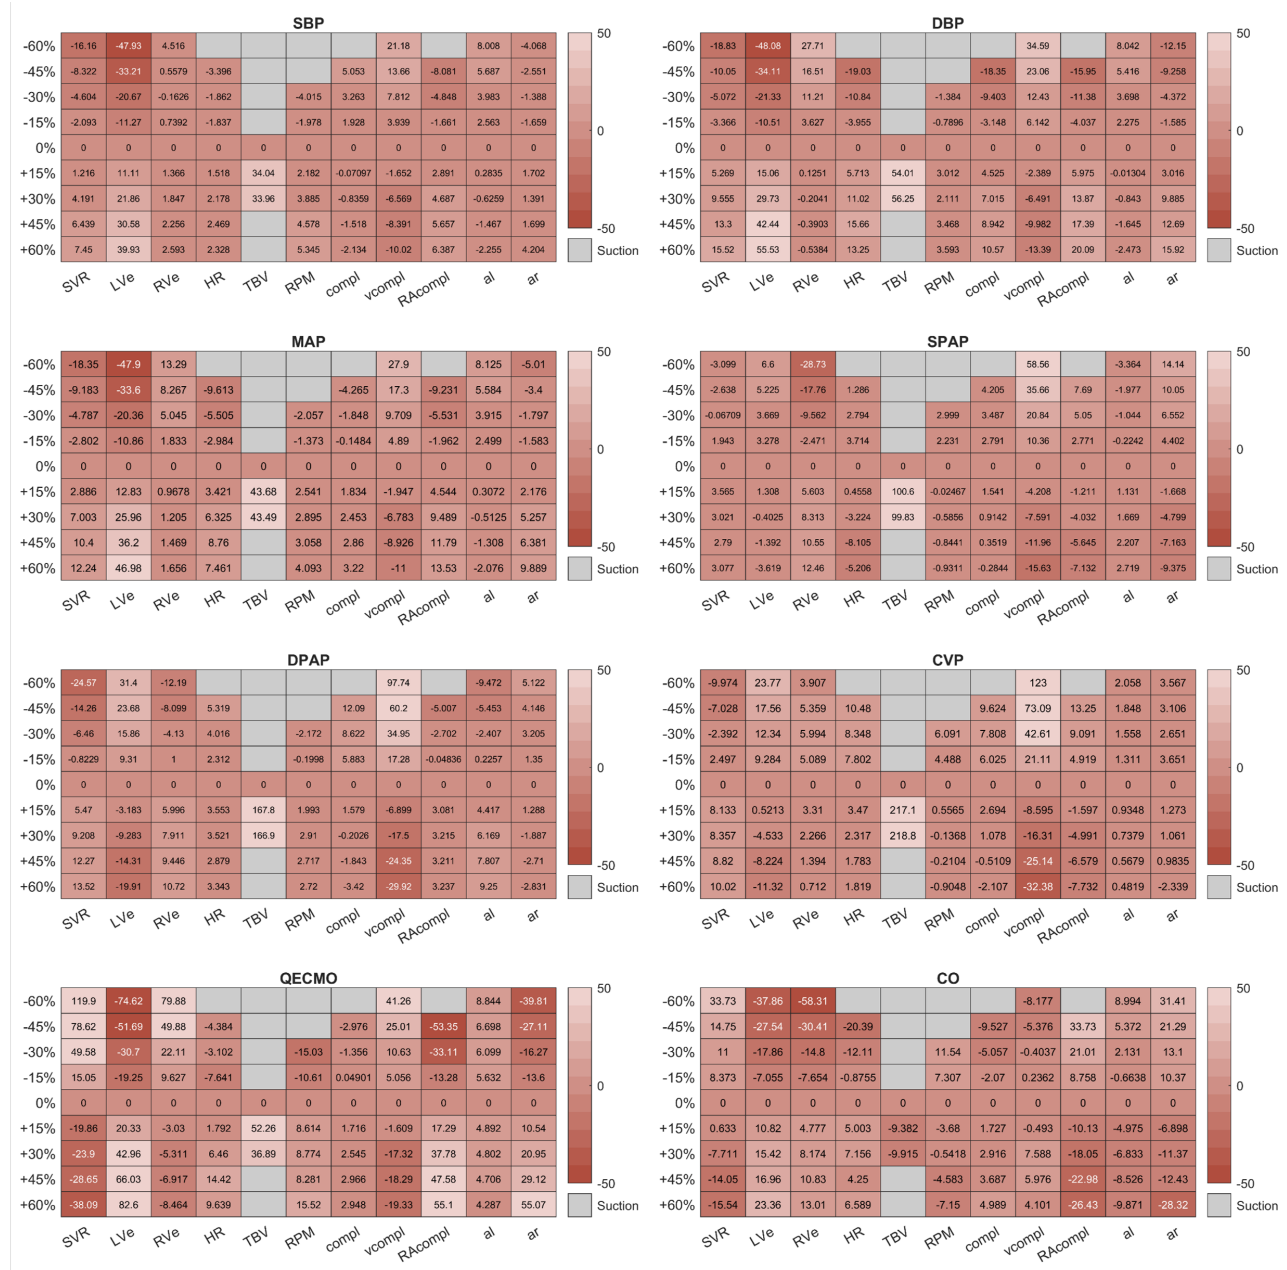 SBP
-60% -16.16 -47.93 4.516 21.18 8.008 -4.068
-45% -8.322 -33.21 0.5579 -3.396 5.053 13.66 -8.081 5.687 -2.551
-30% -4.604 -20.67 -0.1626 -1.862 -4.015 3.263 7.812 -4.848 3.983 -1.388
-15% -2.093 -11.27 0.7392 -1.837 -1.978 1.928 3.939 -1.661 2.563 -1.659
0% 0 0 0 0 0 0 0 0 0 0 0
+15% 1.216 11.11 1.366 1.518 34.04 2.182 -0.07097 -1.652 2.891 0.2835 1.702
+30% 4.191 21.86 1.847 2.178 33.96 3.885 -0.8359 -6.569 4.687 -0.6259 1.391
+45% 6.439 30.58 2.256 2.469 4.578 -1.518 -8.391 5.657 -1.467 1.699
+60% 7.45 39.93 2.593 2.328 5.345 -2.134 -10.02 6.387 -2.255 4.204
SVR LVe RVe HR TBV RPM compl vcompl RAcompl al ar
50
0
-50
Suction
DBP
-60% -18.83 -48.08 27.71 34.59 8.042 -12.15
-45% -10.05 -34.11 16.51 -19.03 -18.35 23.06 -15.95 5.416 -9.258
-30% -5.072 -21.33 11.21 -10.84 -1.384 -9.403 12.43 -11.38 3.698 -4.372
-15% -3.366 -10.51 3.627 -3.955 -0.7896 -3.148 6.142 -4.037 2.275 -1.585
0% 0 0 0 0 0 0 0 0 0 0 0
+15% 5.269 15.06 0.1251 5.713 54.01 3.012 4.525 -2.389 5.975 -0.01304 3.016
+30% 9.555 29.73 -0.2041 11.02 56.25 2.111 7.015 -6.491 13.87 -0.843 9.885
+45% 13.3 42.44 -0.3903 15.66 3.468 8.942 -9.982 17.39 -1.645 12.69
+60% 15.52 55.53 -0.5384 13.25 3.593 10.57 -13.39 20.09 -2.473 15.92
SVR LVe RVe HR TBV RPM compl vcompl RAcompl al ar
50
0
-50
Suction
MAP
-60% -18.35 -47.9 13.29 27.9 8.125 -5.01
-45% -9.183 -33.6 8.267 -9.613 -4.265 17.3 -9.231 5.584 -3.4
-30% -4.787 -20.36 5.045 -5.505 -2.057 -1.848 9.709 -5.531 3.915 -1.797
-15% -2.802 -10.86 1.833 -2.984 -1.373 -0.1484 4.89 -1.962 2.499 -1.583
0% 0 0 0 0 0 0 0 0 0 0 0
+15% 2.886 12.83 0.9678 3.421 43.68 2.541 1.834 -1.947 4.544 0.3072 2.176
+30% 7.003 25.96 1.205 6.325 43.49 2.895 2.453 -6.783 9.489 -0.5125 5.257
+45% 10.4 36.2 1.469 8.76 3.058 2.86 -8.926 11.79 -1.308 6.381
+60% 12.24 46.98 1.656 7.461 4.093 3.22 -11 13.53 -2.076 9.889
SVR LVe RVe HR TBV RPM compl vcompl RAcompl al ar
50
0
-50
Suction
SPAP
-60% -3.099 6.6 -28.73 58.56 -3.364 14.14
-45% -2.638 5.225 -17.76 1.286 4.205 35.66 7.69 -1.977 10.05
-30% -0.06709 3.669 -9.562 2.794 2.999 3.487 20.84 5.05 -1.044 6.552
-15% 1.943 3.278 -2.471 3.714 2.231 2.791 10.36 2.771 -0.2242 4.402
0% 0 0 0 0 0 0 0 0 0 0 0
+15% 3.565 1.308 5.603 0.4558 100.6 -0.02467 1.541 -4.208 -1.211 1.131 -1.668
+30% 3.021 -0.4025 8.313 -3.224 99.83 -0.5856 0.9142 -7.591 -4.032 1.669 -4.799
+45% 2.79 -1.392 10.55 -8.105 -0.8441 0.3519 -11.96 -5.645 2.207 -7.163
+60% 3.077 -3.619 12.46 -5.206 -0.9311 -0.2844 -15.63 -7.132 2.719 -9.375
SVR LVe RVe HR TBV RPM compl vcompl RAcompl al ar
50
0
-50
Suction
DPAP
-60% -24.57 31.4 -12.19 97.74 -9.472 5.122
-45% -14.26 23.68 -8.099 5.319 12.09 60.2 -5.007 -5.453 4.146
-30% -6.46 15.86 -4.13 4.016 -2.172 8.622 34.95 -2.702 -2.407 3.205
-15% -0.8229 9.31 1 2.312 -0.1998 5.883 17.28 -0.04836 0.2257 1.35
0% 0 0 0 0 0 0 0 0 0 0 0
+15% 5.47 -3.183 5.996 3.553 167.8 1.993 1.579 -6.899 3.081 4.417 1.288
+30% 9.208 -9.283 7.911 3.521 166.9 2.91 -0.2026 -17.5 3.215 6.169 -1.887
+45% 12.27 -14.31 9.446 2.879 2.717 -1.843 -24.35 3.211 7.807 -2.71
+60% 13.52 -19.91 10.72 3.343 2.72 -3.42 -29.92 3.237 9.25 -2.831
SVR LVe RVe HR TBV RPM compl vcompl RAcompl al ar
50
0
-50
Suction
CVP
-60% -9.974 23.77 3.907 123 2.058 3.567
-45% -7.028 17.56 5.359 10.48 9.624 73.09 13.25 1.848 3.106
-30% -2.392 12.34 5.994 8.348 6.091 7.808 42.61 9.091 1.558 2.651
-15% 2.497 9.284 5.089 7.802 4.488 6.025 21.11 4.919 1.311 3.651
0% 0 0 0 0 0 0 0 0 0 0 0
+15% 8.133 0.5213 3.31 3.47 217.1 0.5565 2.694 -8.595 -1.597 0.9348 1.273
+30% 8.357 -4.533 2.266 2.317 218.8 -0.1368 1.078 -16.31 -4.991 0.7379 1.061
+45% 8.82 -8.224 1.394 1.783 -0.2104 -0.5109 -25.14 -6.579 0.5679 0.9835
+60% 10.02 -11.32 0.712 1.819 -0.9048 -2.107 -32.38 -7.732 0.4819 -2.339
SVR LVe RVe HR TBV RPM compl vcompl RAcompl al ar
50
0
-50
Suction
QECMO
-60% 119.9 -74.62 79.88 41.26 8.844 -39.81
-45% 78.62 -51.69 49.88 -4.384 -2.976 25.01 -53.35 6.698 -27.11
-30% 49.58 -30.7 22.11 -3.102 -15.03 -1.356 10.63 -33.11 6.099 -16.27
-15% 15.05 -19.25 9.627 -7.641 -10.61 0.04901 5.056 -13.28 5.632 -13.6
0% 0 0 0 0 0 0 0 0 0 0 0
+15% -19.86 20.33 -3.03 1.792 52.26 8.614 1.716 -1.609 17.29 4.892 10.54
+30% -23.9 42.96 -5.311 6.46 36.89 8.774 2.545 -17.32 37.78 4.802 20.95
+45% -28.65 66.03 -6.917 14.42 8.281 2.966 -18.29 47.58 4.706 29.12
+60% -38.09 82.6 -8.464 9.639 15.52 2.948 -19.33 55.1 4.287 55.07
SVR LVe RVe HR TBV RPM compl vcompl RAcompl al ar
50
0
-50
Suction
CO
-60% 33.73 -37.86 -58.31 -8.177 8.994 31.41
-45% 14.75 -27.54 -30.41 -20.39 -9.527 -5.376 33.73 5.372 21.29
-30% 11 -17.86 -14.8 -12.11 11.54 -5.057 -0.4037 21.01 2.131 13.1
-15% 8.373 -7.055 -7.654 -0.8755 7.307 -2.07 0.2362 8.758 -0.6638 10.37
0% 0 0 0 0 0 0 0 0 0 0 0
+15% 0.633 10.82 4.777 5.003 -9.382 -3.68 1.727 -0.493 -10.13 -4.975 -6.898
+30% -7.711 15.42 8.174 7.156 -9.915 -0.5418 2.916 7.588 -18.05 -6.833 -11.37
+45% -14.05 16.96 10.83 4.25 -4.583 3.687 5.976 -22.98 -8.526 -12.43
+60% -15.54 23.36 13.01 6.589 -7.15 4.989 4.101 -26.43 -9.871 -28.32
SVR LVe RVe HR TBV RPM compl vcompl RAcompl al ar
50
0
-50
Suction